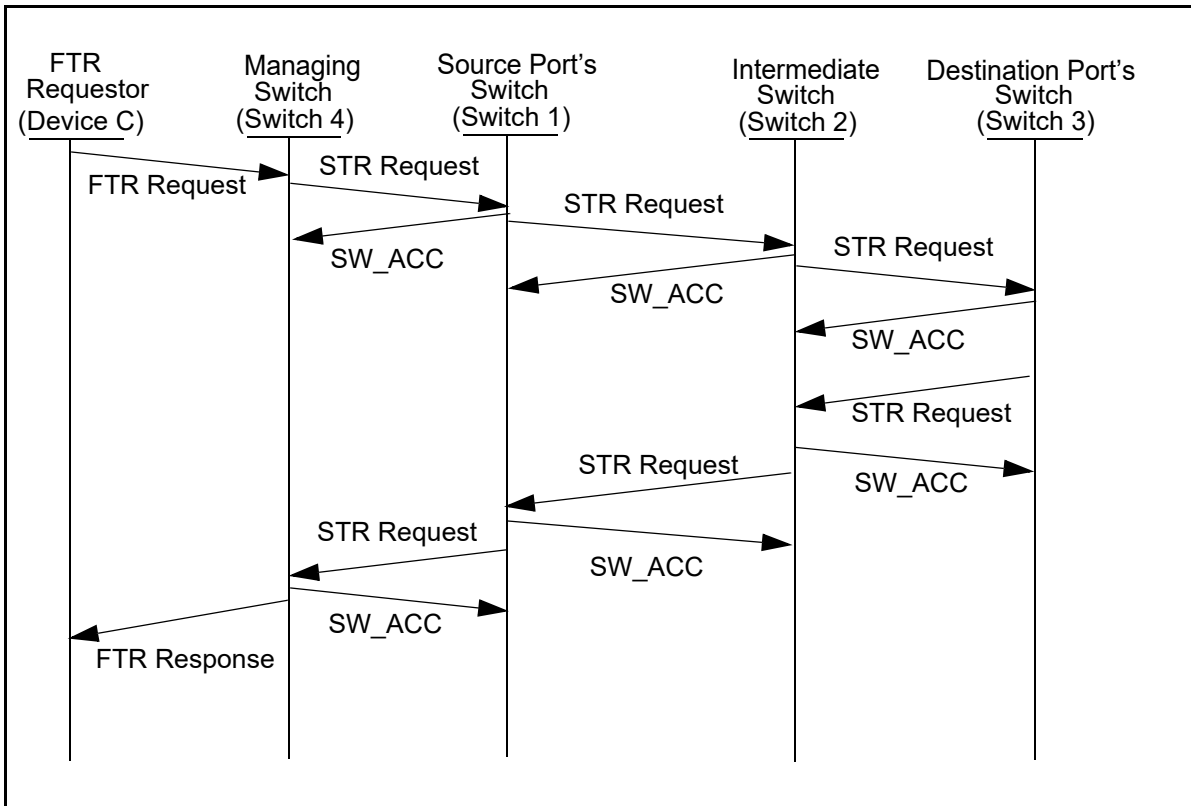 FTR
Requestor
(Device C)
Managing
Switch
(Switch 4)
Source Port's
Switch
(Switch 1)
Intermediate
Switch
(Switch 2)
Destination Port's
Switch
(Switch 3)
FTR Request
STR Request
SW_ACC
STR Request
SW_ACC
STR Request
SW_ACC
STR Request
SW_ACC
STR Request
SW_ACC
STR Request
SW_ACC
FTR Response